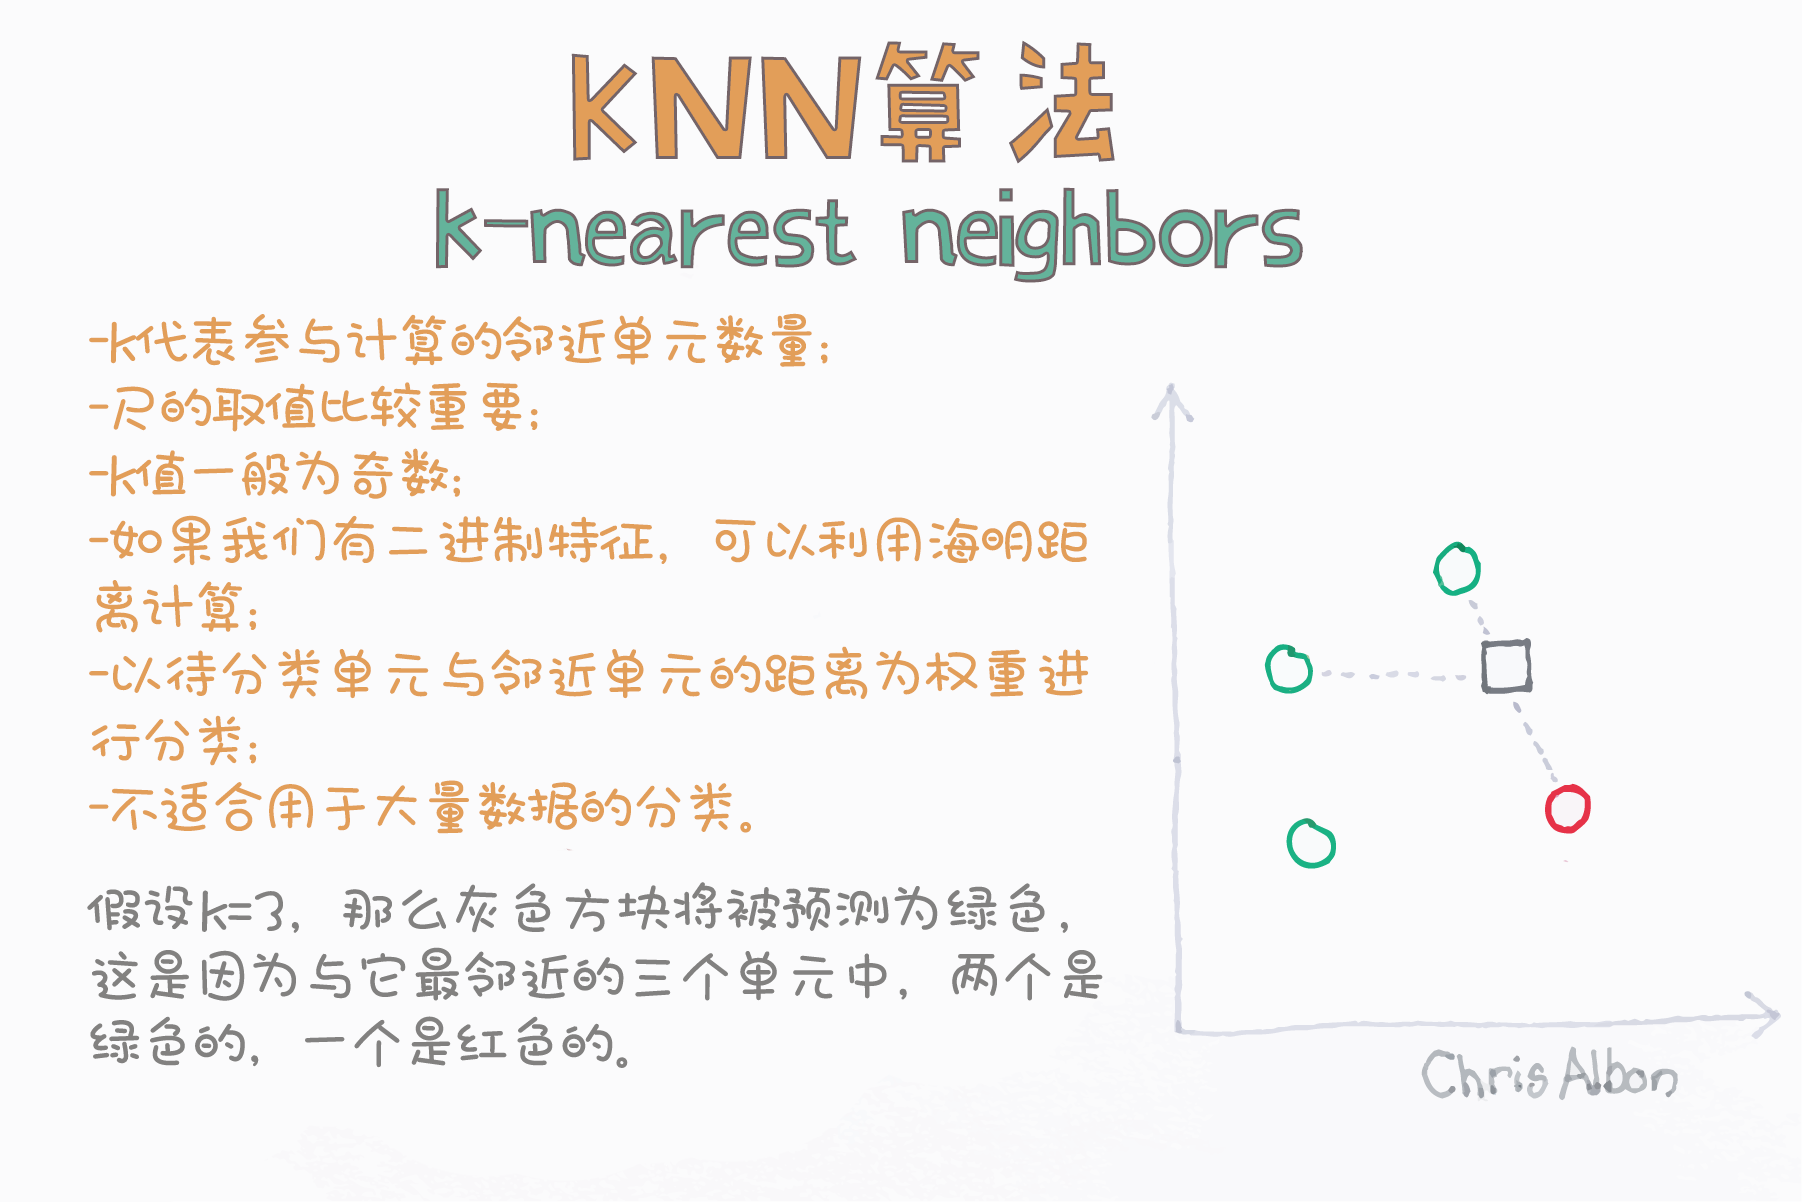 KNN算法
k-nearest neighbors
-k代表参与计算的邻近单元数量；
-尺的取值比较重要；
-k值一般为奇数；
-如果我们有二进制特征，可以利用海明距
离计算；
-以待分类单元与邻近单元的距离为权重进
行分类；
-不适合用于大量数据的分类。
假设k=3，那么灰色方块将被预测为绿色，
这是因为与它最邻近的三个单元中，两个是
绿色的，一个是红色的。
Chris Albon